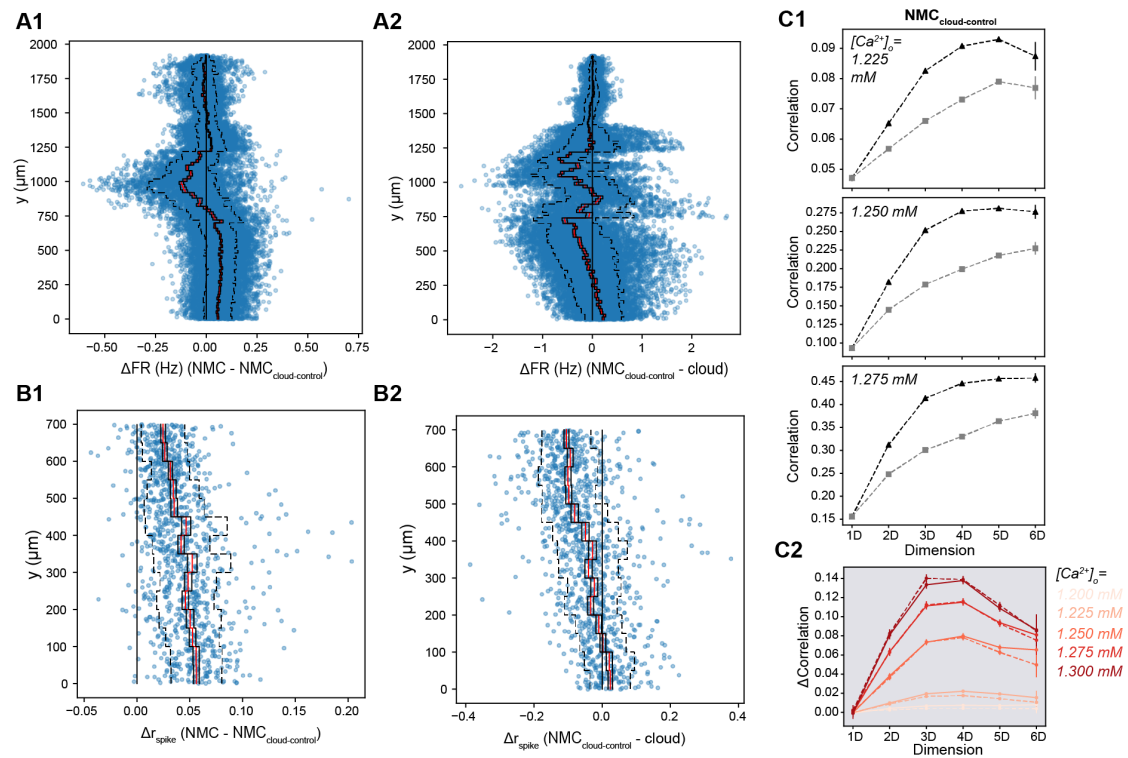 A1
2000
1750
1500
1250
1000
750
500
250
0
y (μm)
−0.50
−0.25
0.00
0.25
0.50
0.75
ΔFR (Hz) (NMC - NMCcloud-control)
A2
2000
1750
1500
1250
1000
750
500
250
0
y (μm)
−2
−1
0
1
2
ΔFR (Hz) (NMCcloud-control - cloud)
B1
700
600
500
400
300
200
100
0
y (μm)
−0.05
0.00
0.05
0.10
0.15
0.20
Δrspike (NMC - NMCcloud-control)
B2
700
600
500
400
300
200
100
0
y (μm)
−0.4
−0.2
0.0
0.2
0.4
Δrspike (NMCcloud-control - cloud)
C1
NMCcloud-control
[Ca2+]o=
1.225
mM
0.09
0.08
0.07
0.06
0.05
Correlation
1.250 mM
0.275
0.250
0.225
0.200
0.175
0.150
0.125
0.100
Correlation
1.275 mM
0.45
0.40
0.35
0.30
0.25
0.20
0.15
Correlation
1D
2D
3D
4D
5D
6D
Dimension
C2
0.14
0.12
0.10
0.08
0.06
0.04
0.02
0.00
ΔCorrelation
1D
2D
3D
4D
5D
6D
Dimension
[Ca2+]o=
1.200 mM
1.225 mM
1.250 mM
1.275 mM
1.300 mM